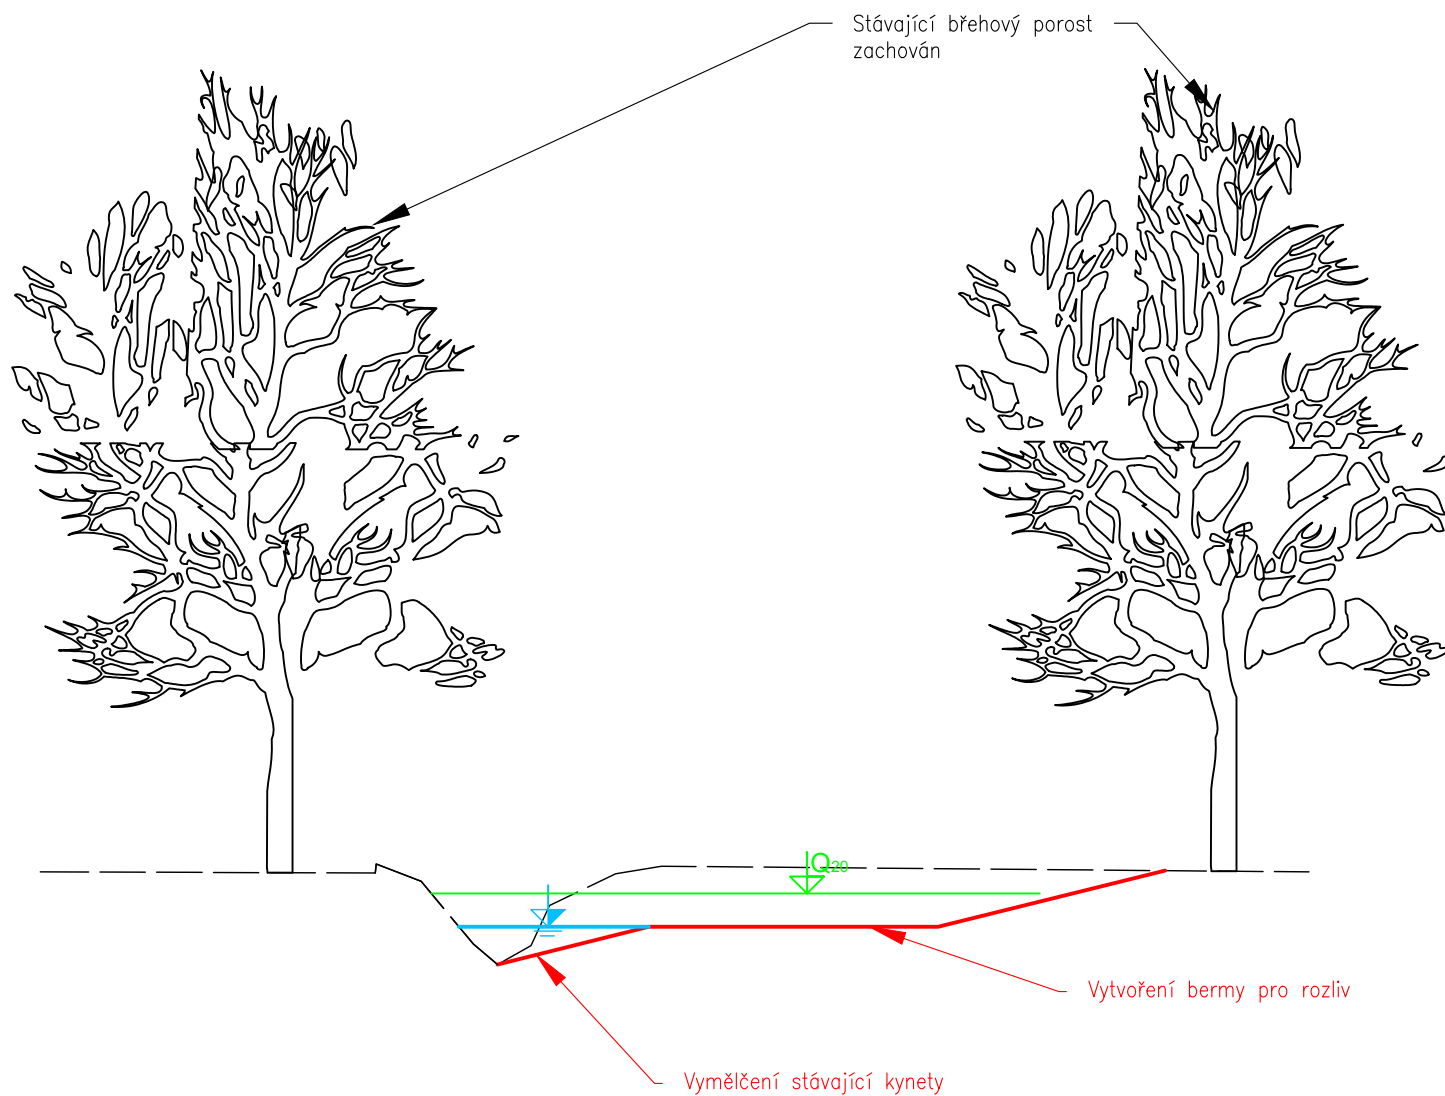 Stávající břehový porost
zachován
Q20
Vytvoření bermy pro rozliv
Vymělčení stávající kynety